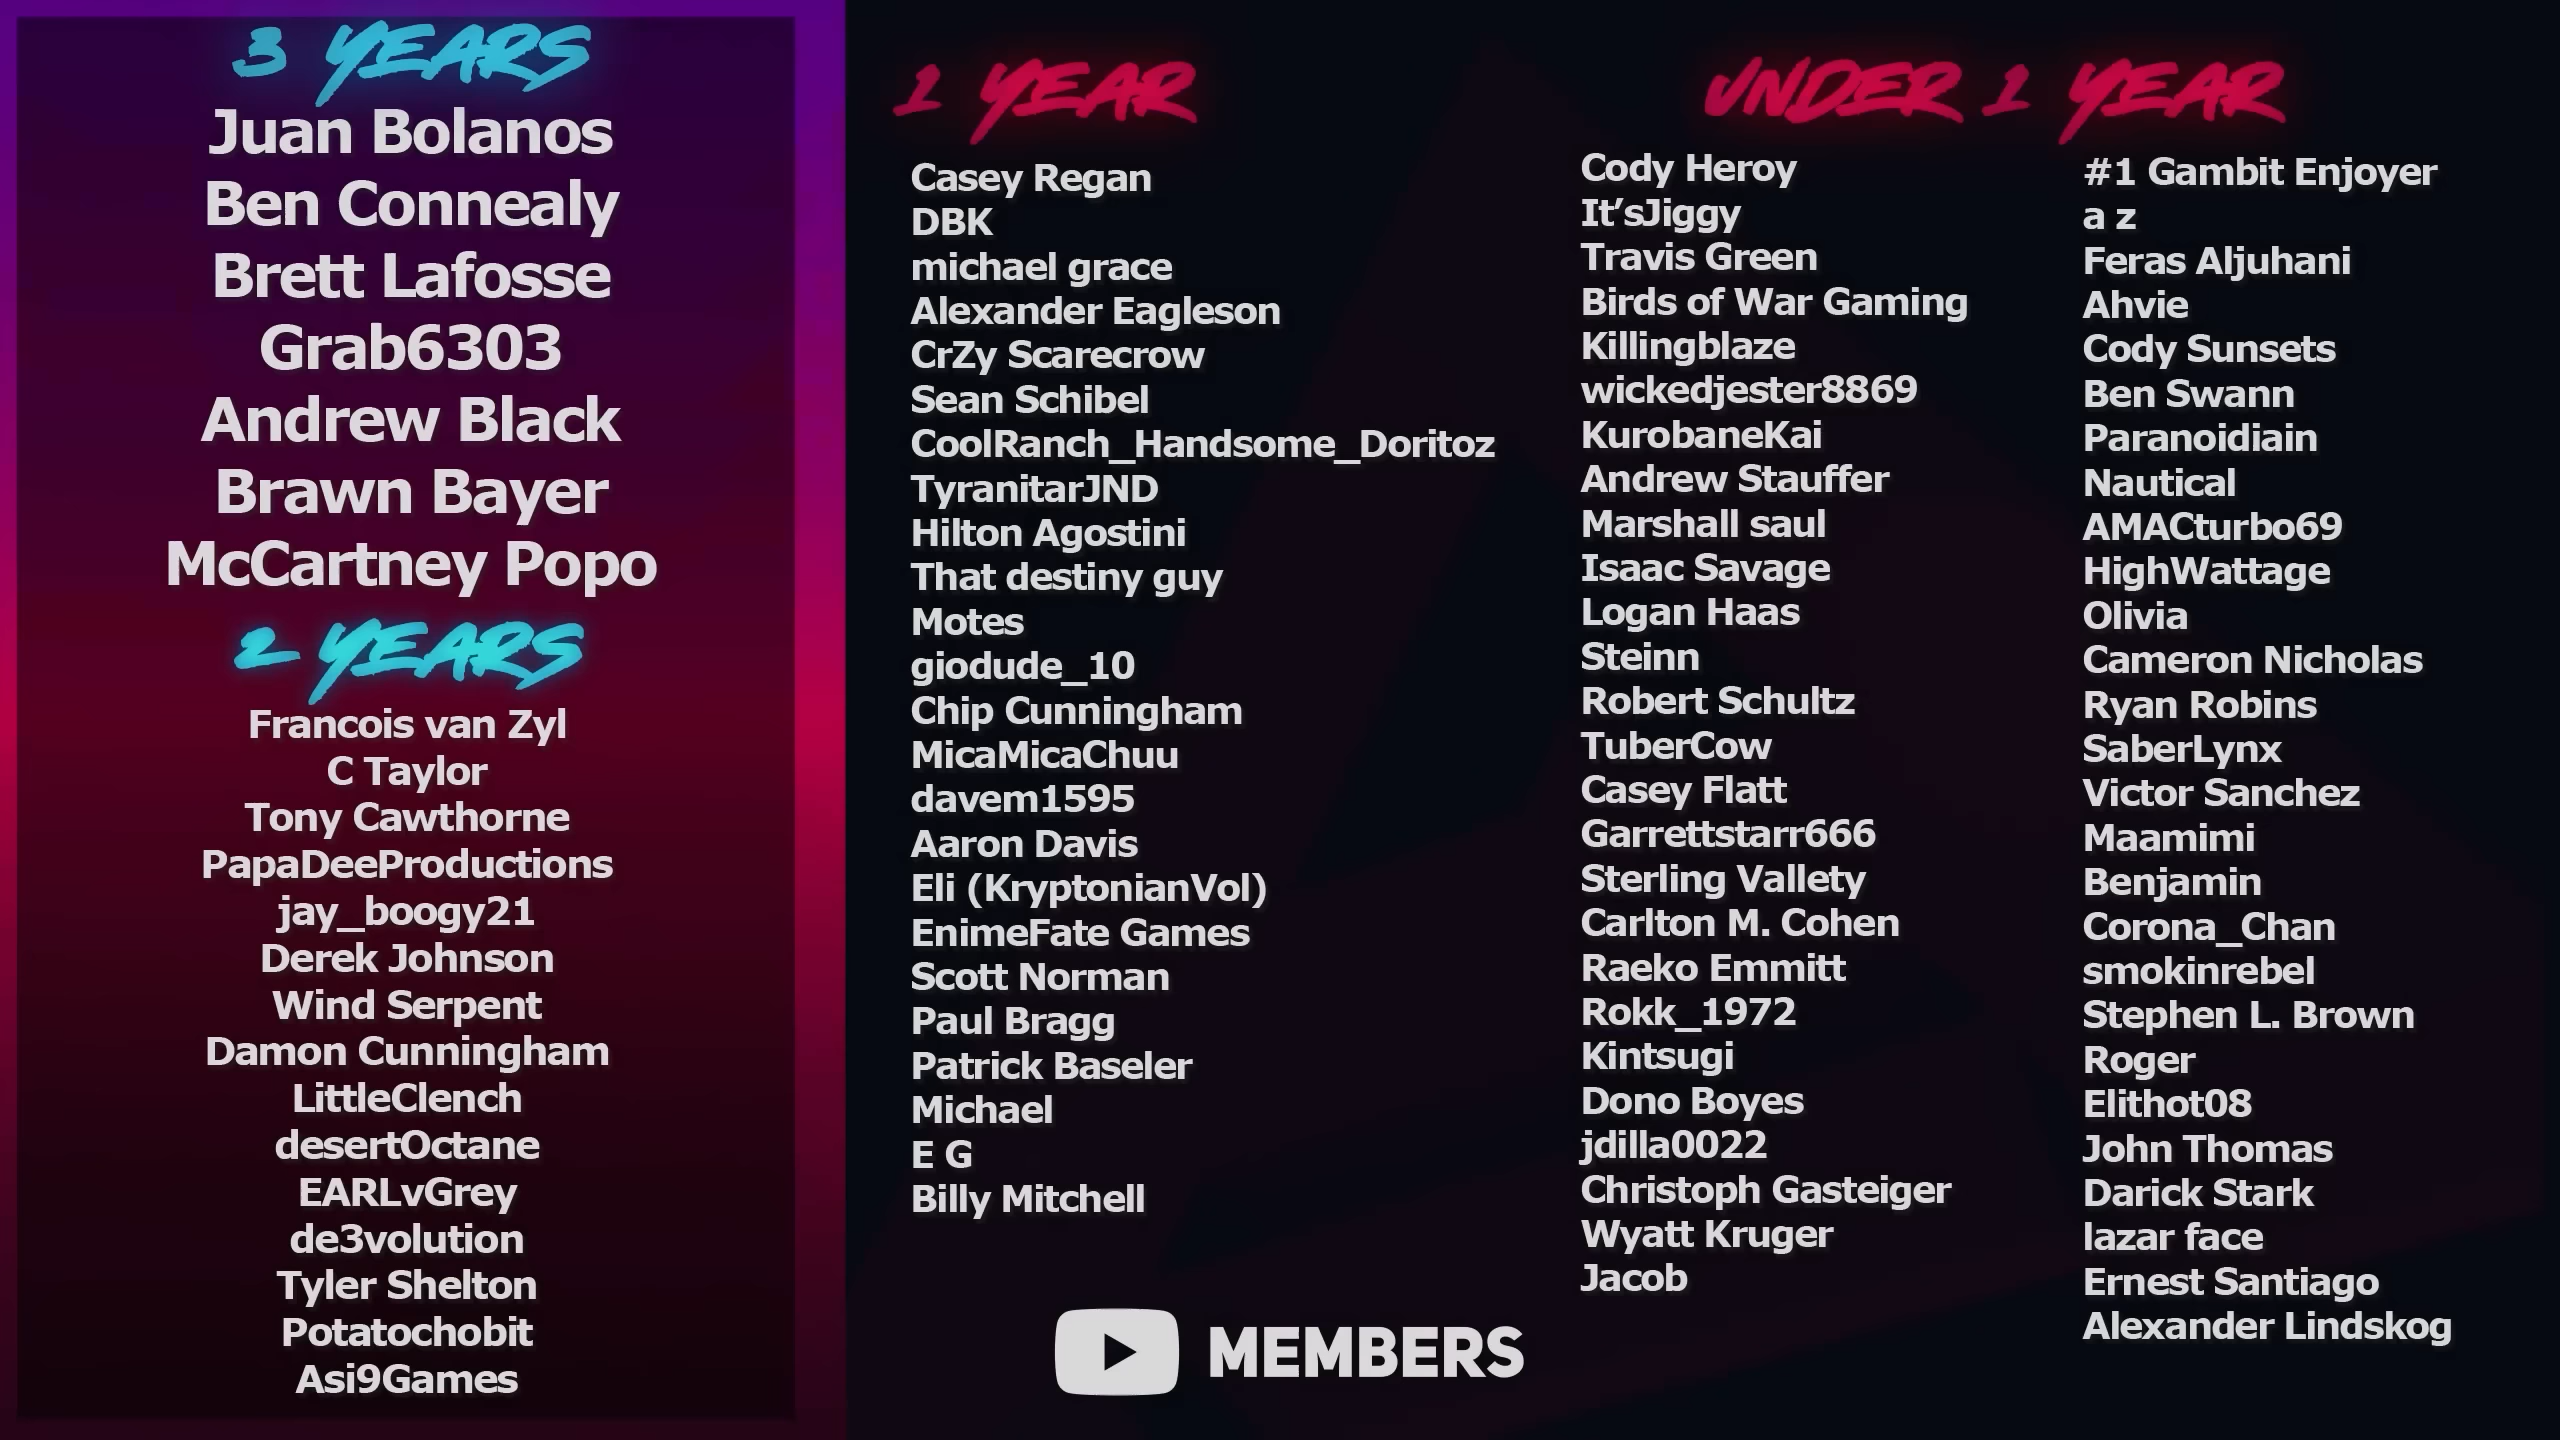 3 YEARS
Juan Bolanos
Ben Connealy
Brett Lafosse
Grab6303
Andrew Black
Brawn Bayer
McCartney Popo
2 YEARS
Francois van Zyl
C Taylor
Tony Cawthorne
PapaDeeProductions
jay_boogy21
Derek Johnson
Wind Serpent
Damon Cunningham
LittleClench
desertOctane
EARLvGrey
de3volution
Tyler Shelton
Potatochobit
Asi9Games
1 YEAR
Casey Regan
DBK
michael grace
Alexander Eagleson
CrZy Scarecrow
Sean Schibel
CoolRanch_Handsome_Doritoz
TyranitarJND
Hilton Agostini
That destiny guy
Motes
giodude_10
Chip Cunningham
MicaMicaChuu
davem1595
Aaron Davis
Eli (KryptonianVol)
EnimeFate Games
Scott Norman
Paul Bragg
Patrick Baseler
Michael
E G
Billy Mitchell
UNDER 1 YEAR
Cody Heroy
It’sJiggy
Travis Green
Birds of War Gaming
Killingblaze
wickedjester8869
KurobaneKai
Andrew Stauffer
Marshall saul
Isaac Savage
Logan Haas
Steinn
Robert Schultz
TuberCow
Casey Flatt
Garrettstarr666
Sterling Vallety
Carlton M. Cohen
Raeko Emmitt
Rokk_1972
Kintsugi
Dono Boyes
jdilla0022
Christoph Gasteiger
Wyatt Kruger
Jacob
#1 Gambit Enjoyer
a z
Feras Aljuhani
Ahvie
Cody Sunsets
Ben Swann
Paranoidiain
Nautical
AMACturbo69
HighWattage
Olivia
Cameron Nicholas
Ryan Robins
SaberLynx
Victor Sanchez
Maamimi
Benjamin
Corona_Chan
smokinrebel
Stephen L. Brown
Roger
Elithot08
John Thomas
Darick Stark
lazar face
Ernest Santiago
Alexander Lindskog
MEMBERS